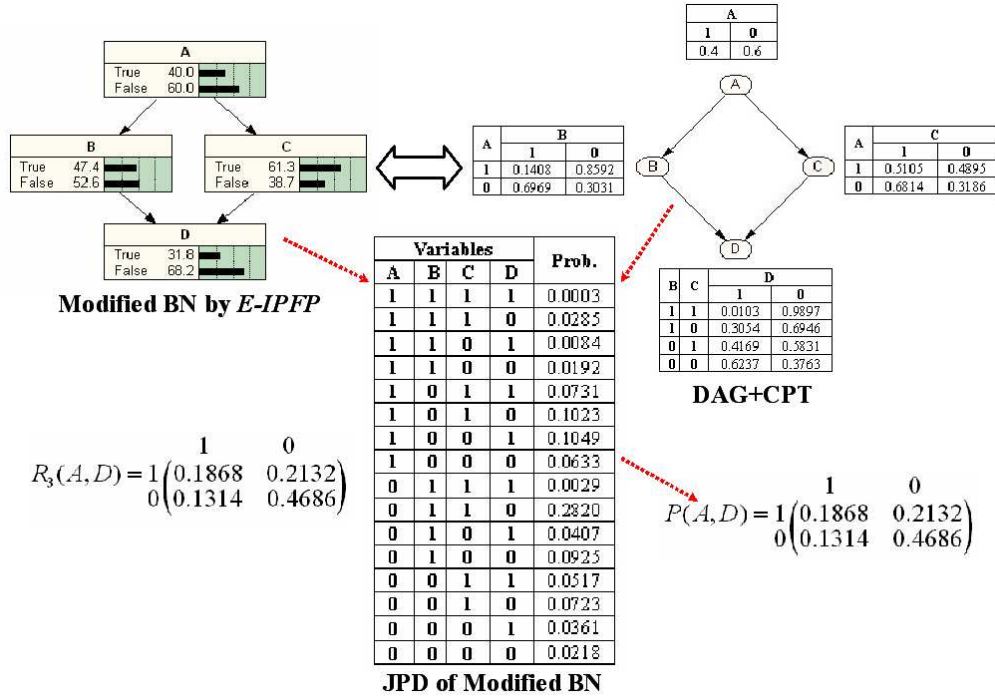 A
True 40.0
False 60.0
B
True 47.4
False 52.6
C
True 61.3
False 38.7
D
True 31.8
False 68.2
Modified BN by E-IPFP
A
1 0
0.4 0.6
A
B
C
D
A B
1 0
1 0.1408 0.8592
0 0.6969 0.3031
A C
1 0
1 0.5105 0.4895
0 0.6814 0.3186
B C D
1 0
1 1 0.0103 0.9897
1 0 0.3054 0.6946
0 1 0.4169 0.5831
0 0 0.6237 0.3763
DAG+CPT
Variables Prob.
A B C D
1 1 1 1 0.0003
1 1 1 0 0.0285
1 1 0 1 0.0084
1 1 0 0 0.0192
1 0 1 1 0.0731
1 0 1 0 0.1023
1 0 0 1 0.1049
1 0 0 0 0.0633
0 1 1 1 0.0029
0 1 1 0 0.2820
0 1 0 1 0.0407
0 1 0 0 0.0925
0 0 1 1 0.0517
0 0 1 0 0.0723
0 0 0 1 0.0361
0 0 0 0 0.0218
JPD of Modified BN
1 0
R₃(A,D) = 1(0.1868 0.2132
0 0.1314 0.4686)
1 0
P(A,D) = 1(0.1868 0.2132
0 0.1314 0.4686)